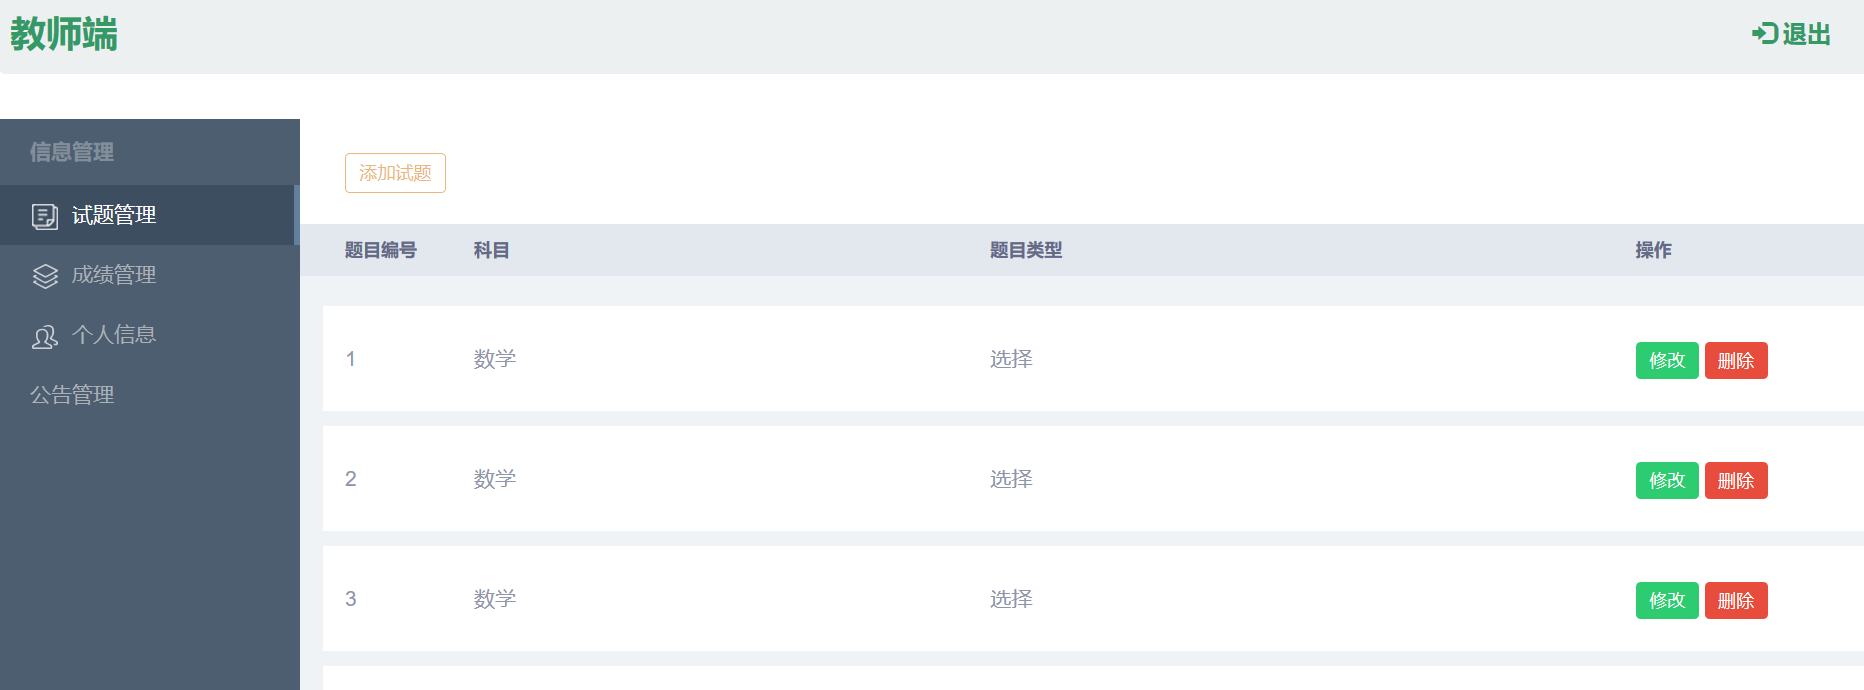 教师端
退出
信息管理
试题管理
成绩管理
个人信息
公告管理
添加试题
题目编号 科目 题目类型 操作
1 数学 选择 修改 删除
2 数学 选择 修改 删除
3 数学 选择 修改 删除